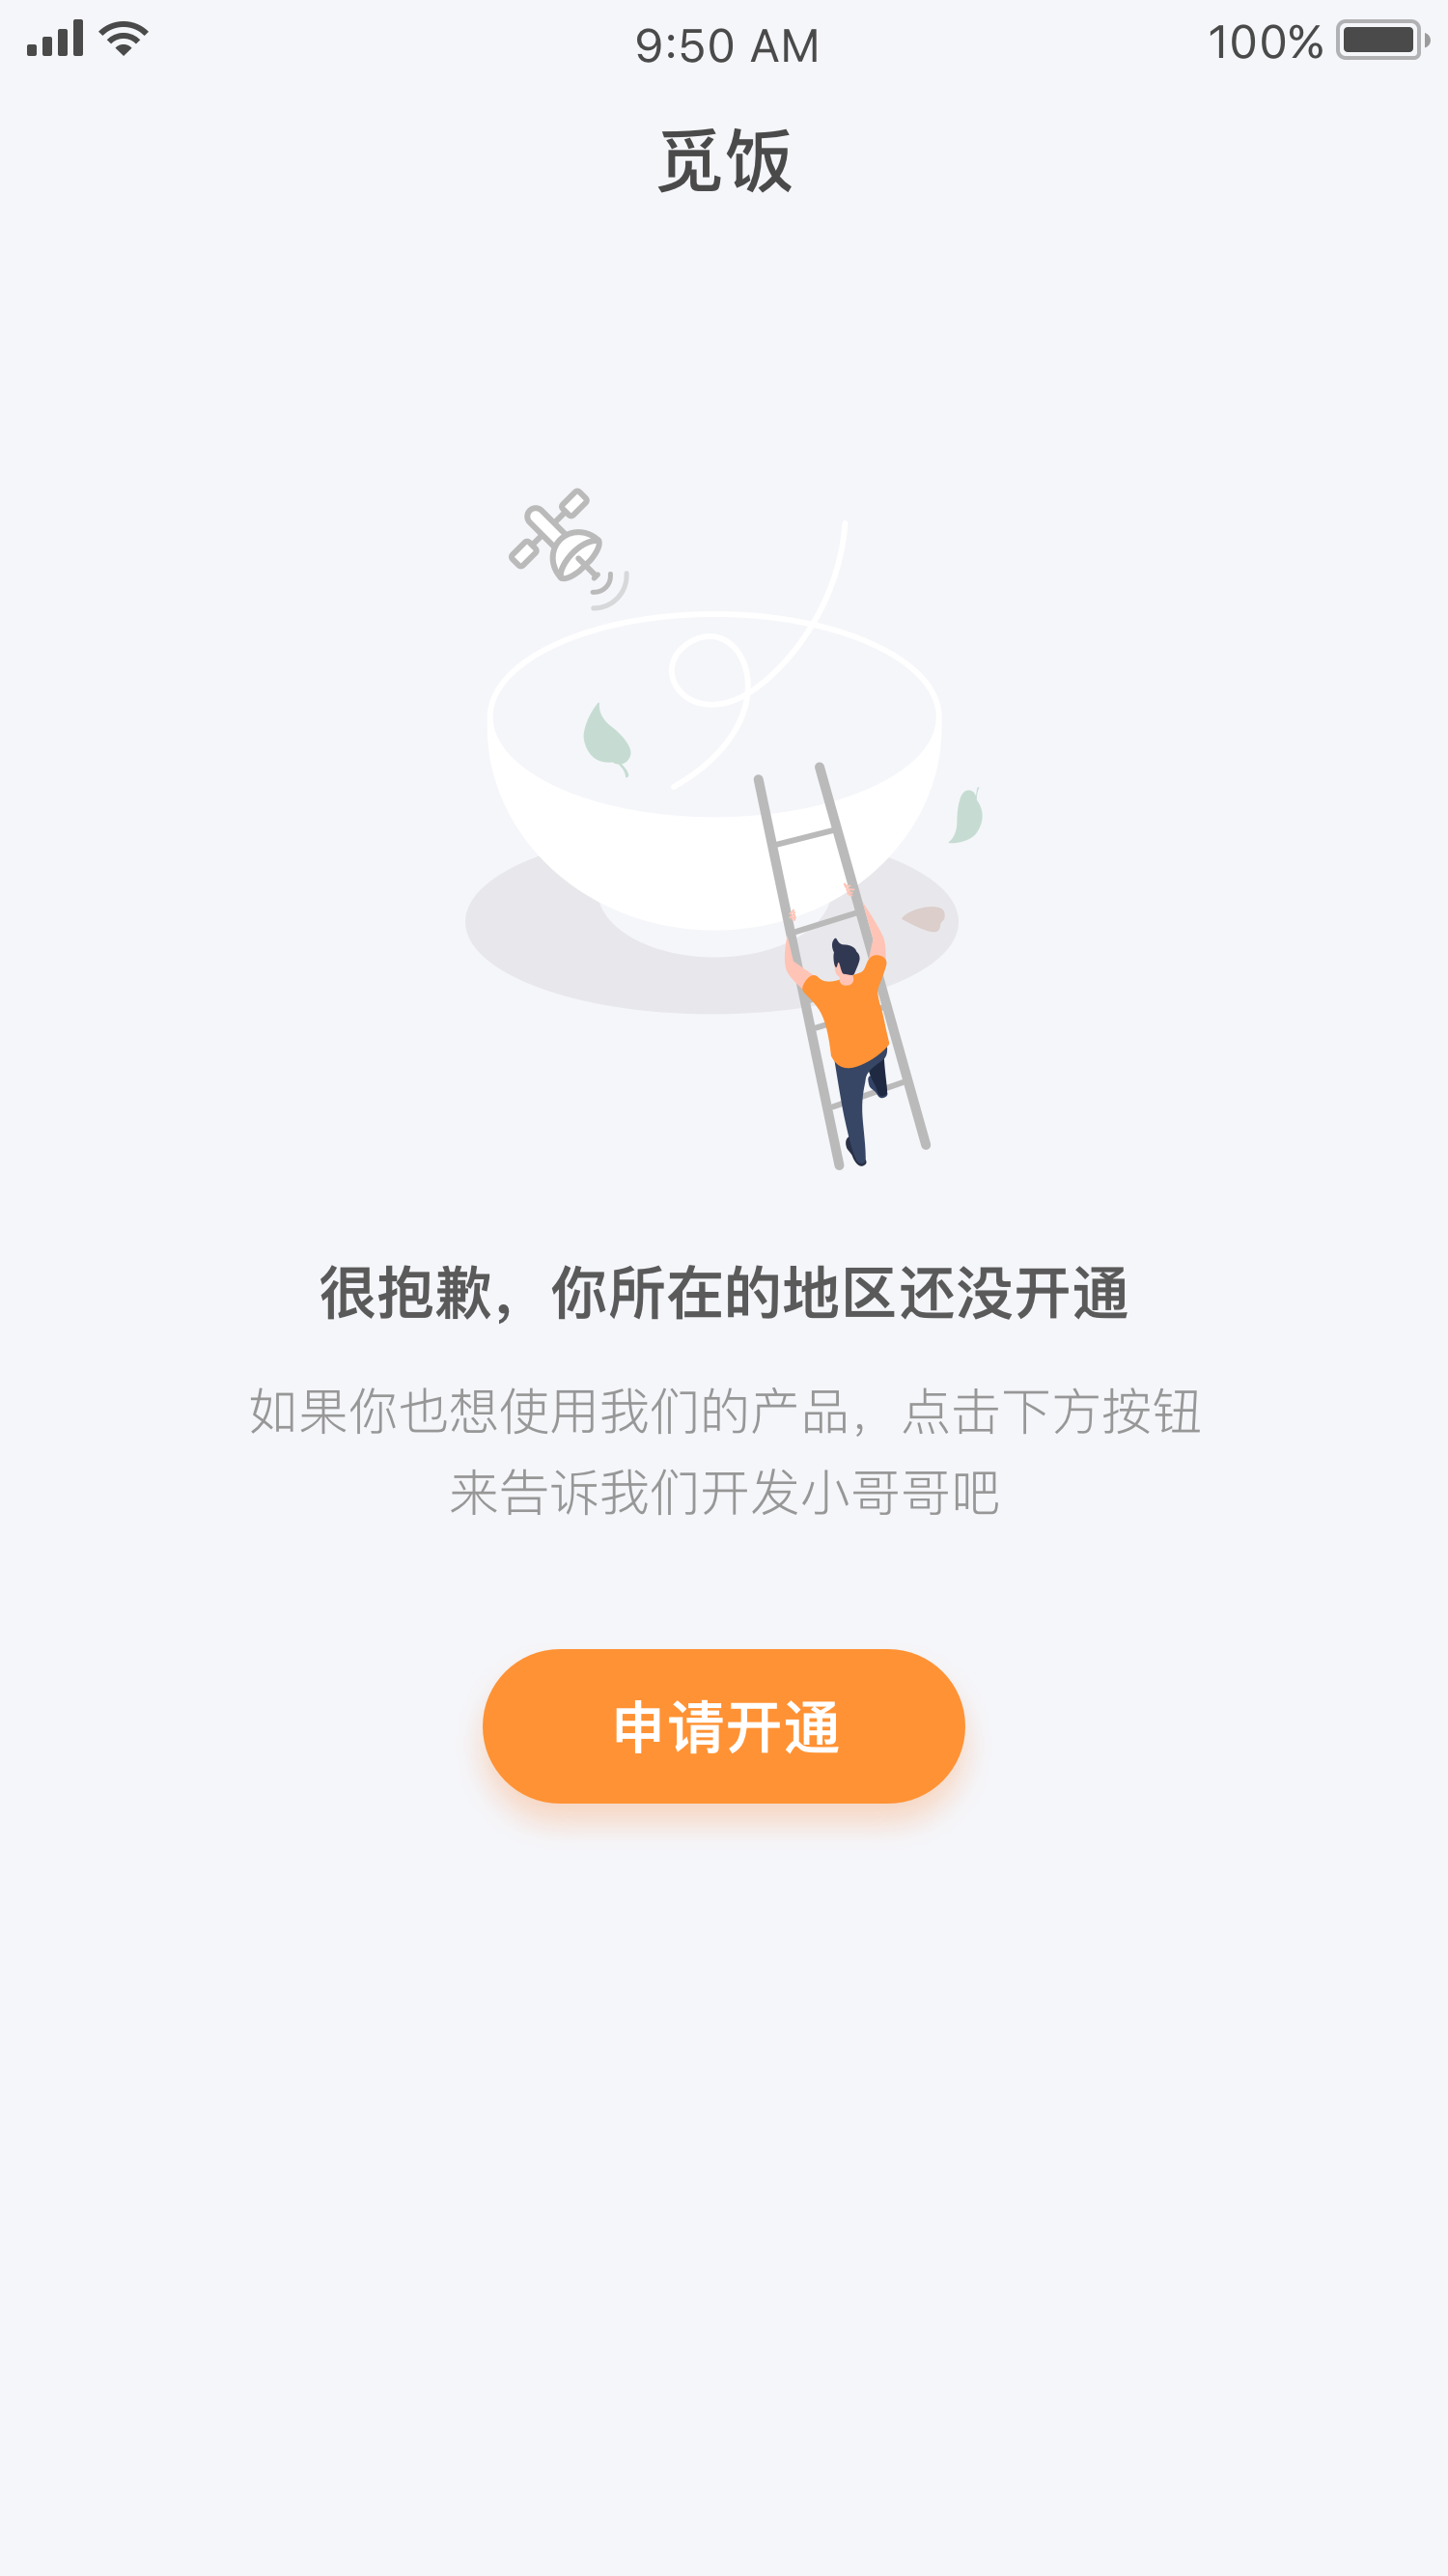 9:50 AM
100%
觅饭
很抱歉，你所在的地区还没开通
如果你也想使用我们的产品，点击下方按钮
来告诉我们开发小哥哥吧
申请开通